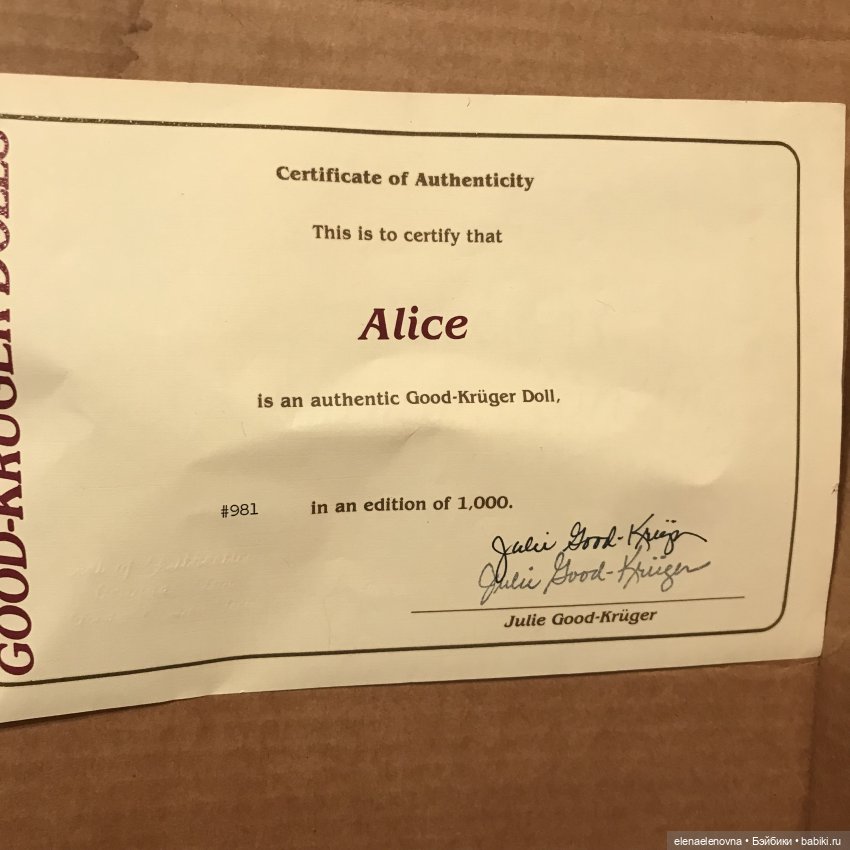 GOOD-KRÜGER DOLLS
Certificate of Authenticity
This is to certify that
Alice
is an authentic Good-Krüger Doll,
#981 in an edition of 1,000.
Julie Good-Krüger
Julie Good-Krüger
Julie Good-Krüger
elenaelenovna • Бэйбики • babiki.ru